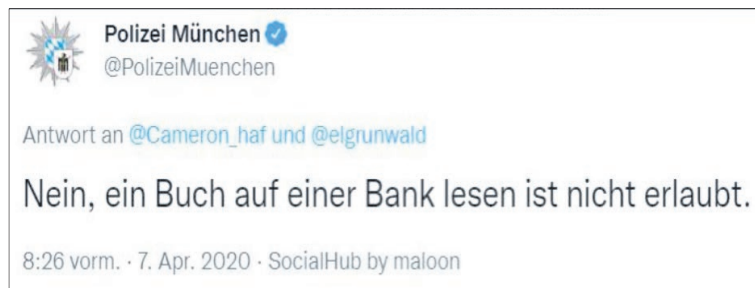 Polizei München
@PolizeiMuenchen
Antwort an @Cameron_haf und @elgrunwald
Nein, ein Buch auf einer Bank lesen ist nicht erlaubt.
8:26 vorm. · 7. Apr. 2020 · SocialHub by maloon